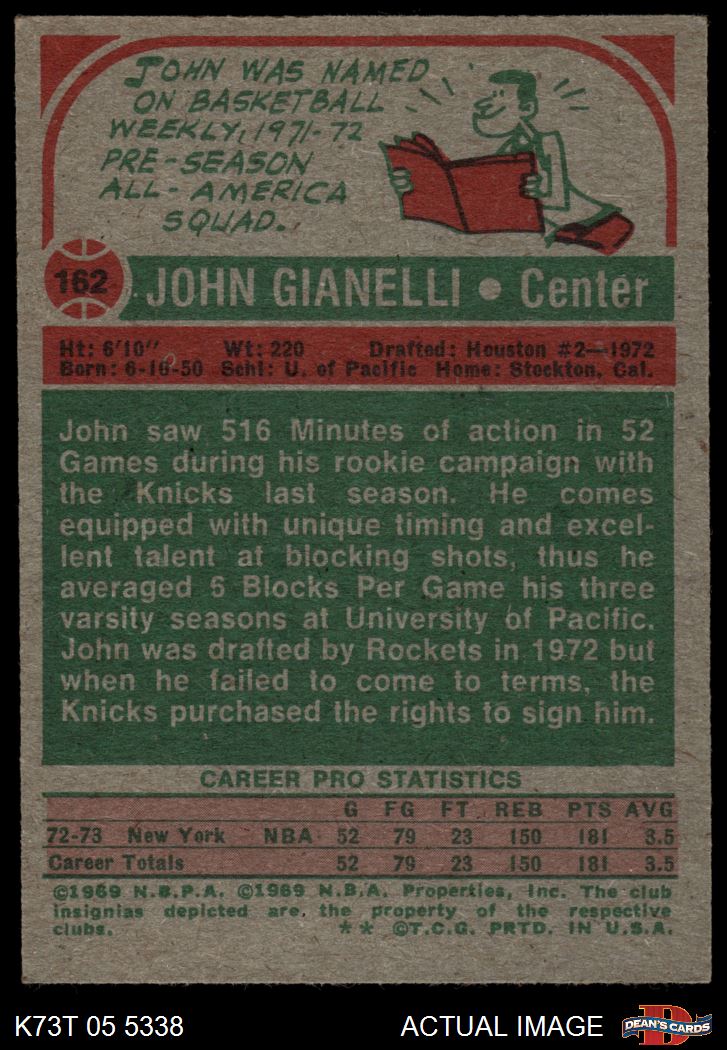 JOHN WAS NAMED
ON BASKETBALL
WEEKLY, 1971-72
PRE-SEASON
ALL-AMERICA
SQUAD.
162 JOHN GIANELLI • Center
Ht: 6'10" Wt: 220 Drafted: Houston #2—1972
Born: 6-10-50 Schl: U. of Pacific Home: Stockton, Cal.
John saw 516 Minutes of action in 52
Games during his rookie campaign with
the Knicks last season. He comes
equipped with unique timing and excel-
lent talent at blocking shots, thus he
averaged 6 Blocks Per Game his three
varsity seasons at University of Pacific.
John was drafted by Rockets in 1972 but
when he failed to come to terms, the
Knicks purchased the rights to sign him.
CAREER PRO STATISTICS
G FG FT REB PTS AVG
72-73 New York NBA 52 79 23 150 181 3.5
Career Totals 52 79 23 150 181 3.5
©1969 N.B.P.A. ©1969 N.B.A. Properties, Inc. The club
insignias depicted are the property of the respective
clubs. ** ©T.C.G. PRTD. IN U.S.A.
K73T 05 5338 ACTUAL IMAGE D DEAN'S CARDS